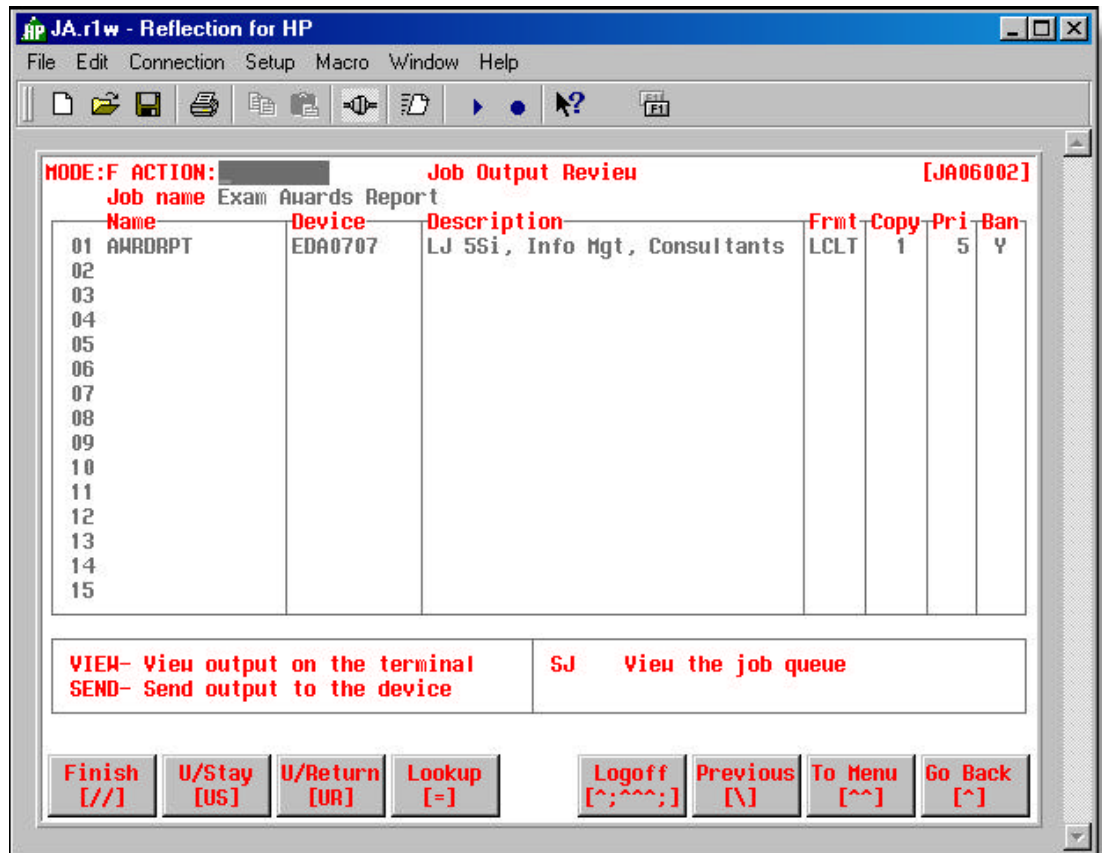 JA.r1w - Reflection for HP
File Edit Connection Setup Macro Window Help
MODE:F ACTION: Job Output Review [JA06002]
Job name Exam Awards Report
Name Device Description Frmt Copy Pri Ban
01 AWRDRPT EDA0707 LJ 5Si, Info Mgt, Consultants LCLT 1 5 Y
02
03
04
05
06
07
08
09
10
11
12
13
14
15
VIEW- View output on the terminal SJ View the job queue
SEND- Send output to the device
Finish U/Stay U/Return Lookup Logoff Previous To Menu Go Back
[//] [US] [UR] [=] [^;^^^;] [\] [^^] [^]